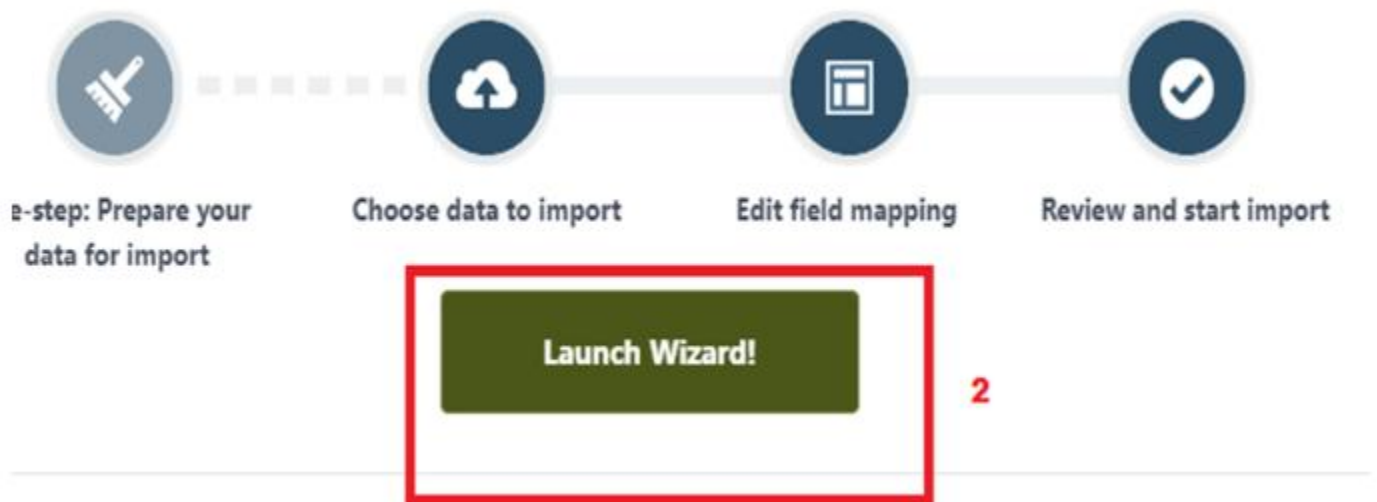 e-step: Prepare your
data for import
Choose data to import
Edit field mapping
Review and start import
Launch Wizard!
2